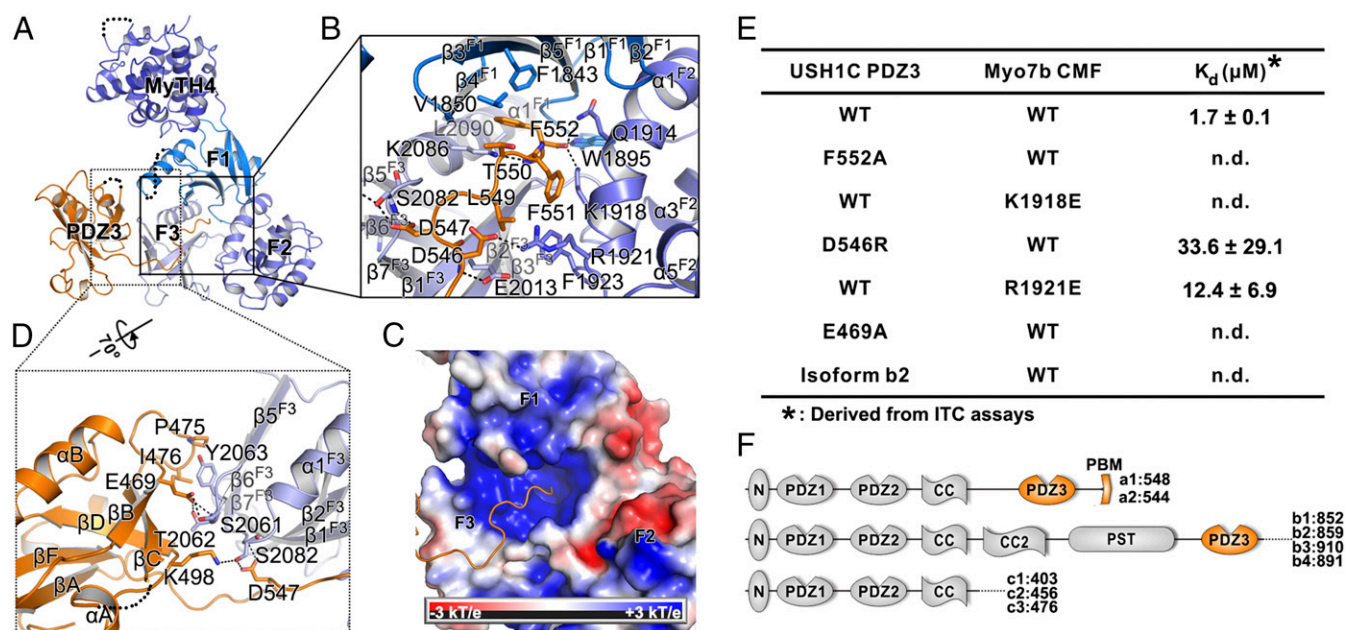 A
MyTH4
F1
PDZ3
F3
F2
B
β3F1
β5F1
β1F1
β2F1
β4F1
F1843
α1F2
V1850
α1F1
L2090
F552
Q1914
K2086
W1895
T550
β5F3
S2082
L549
K1918
α3F2
F551
β6F3
D547
D546
β2F3
R1921
β7F3
β3F3
F1923
α5F2
β1F3
E2013
70°
D
β5F3
P475
αB
I476
Y2063
α1F3
E469
β6F3
β7F3
βD
βB
S2061
β2F3
T2062
β1F3
βF
βC
S2082
K498
βA
D547
αA
C
F1
F3
F2
-3 kT/e
+3 kT/e
E
USH1C PDZ3 Myo7b CMF Kd (μM)*
WT WT 1.7 ± 0.1
F552A WT n.d.
WT K1918E n.d.
D546R WT 33.6 ± 29.1
WT R1921E 12.4 ± 6.9
E469A WT n.d.
Isoform b2 WT n.d.
*: Derived from ITC assays
F
PBM
N PDZ1 PDZ2 CC PDZ3 a1:548
a2:544
N PDZ1 PDZ2 CC CC2 PST PDZ3 b1:852
b2:859
b3:910
b4:891
N PDZ1 PDZ2 CC c1:403
c2:456
c3:476